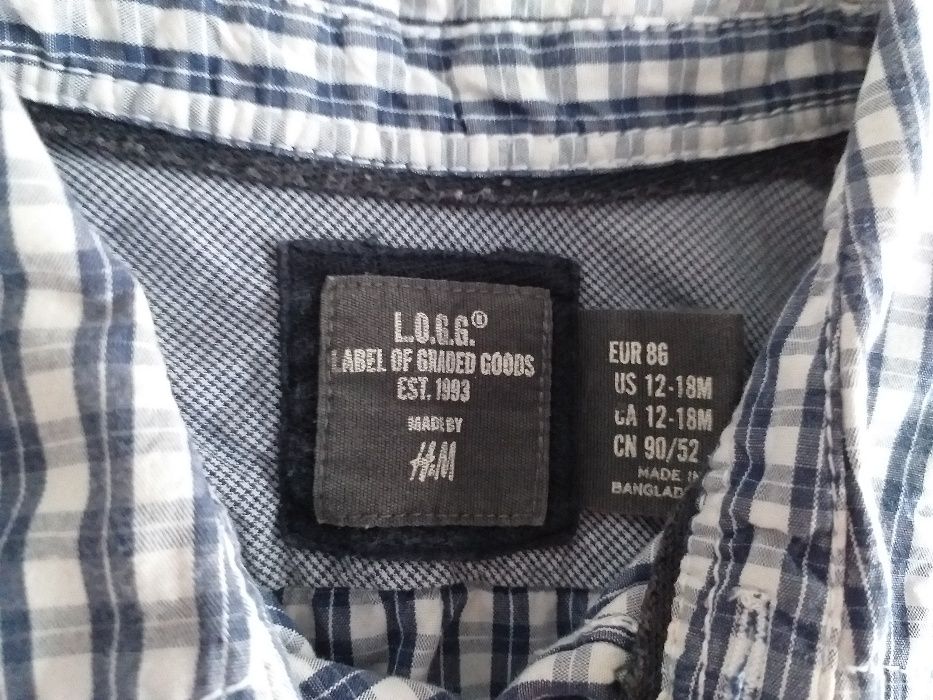 L.O.G.G.®
LABEL OF GRADED GOODS
EST. 1993
MADE BY
H&M
EUR 86
US 12-18M
CA 12-18M
CN 90/52
MADE IN